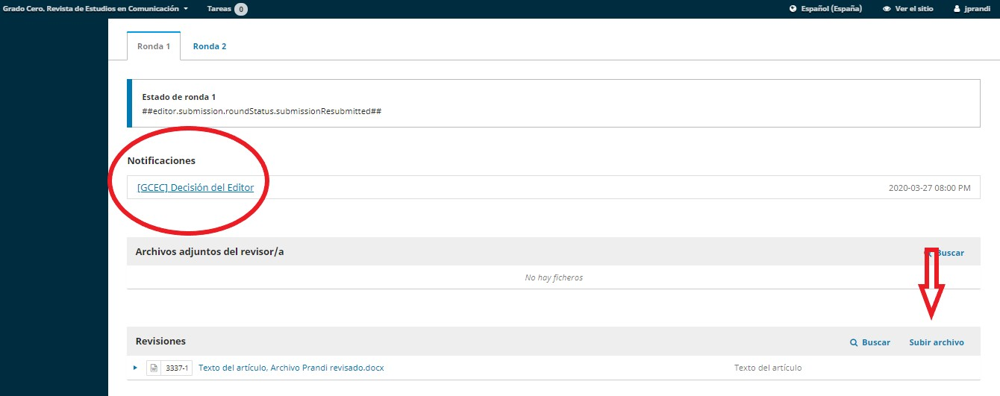 Grado Cero. Revista de Estudios en Comunicación Tareas 0 Español (España) Ver el sitio jprandi
Ronda 1 Ronda 2
Estado de ronda 1
##editor.submission.roundStatus.submissionResubmitted##
Notificaciones
[GCEC] Decisión del Editor 2020-03-27 08:00 PM
Archivos adjuntos del revisor/a Buscar
No hay ficheros
Revisiones Buscar Subir archivo
3337-1 Texto del artículo, Archivo Prandi revisado.docx Texto del artículo